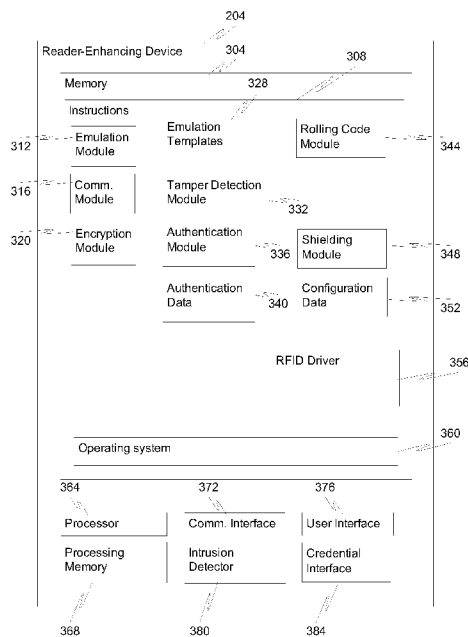 204
Reader-Enhancing Device
304
308
Memory
328
Instructions
312
Emulation
Module
Emulation
Templates
Rolling Code
Module
344
316
Comm.
Module
Tamper Detection
Module
332
320
Encryption
Module
Authentication
Module
336
Shielding
Module
348
Authentication
Data
340
Configuration
Data
352
RFID Driver
356
Operating system
360
364
372
376
Processor
Comm. Interface
User Interface
Processing
Memory
Intrusion
Detector
Credential
Interface
368
380
384